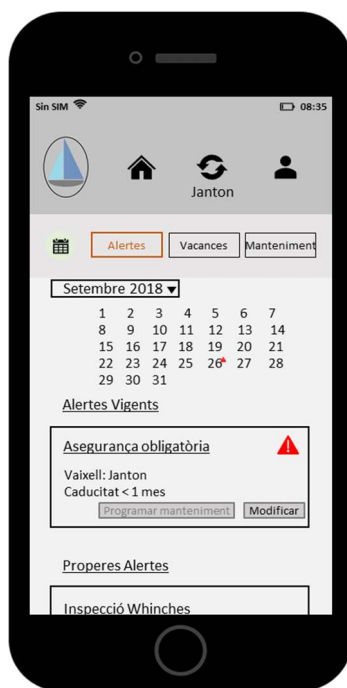 Sin SIM 08:35
Janton
Alertes Vacances Manteniment
Setembre 2018
1 2 3 4 5 6 7
8 9 10 11 12 13 14
15 16 17 18 19 20 21
22 23 24 25 26 27 28
29 30 31
Alertes Vigents
Asegurança obligatòria
Vaixell: Janton
Caducitat < 1 mes
Programar manteniment Modificar
Properes Alertes
Inspecció Whinches